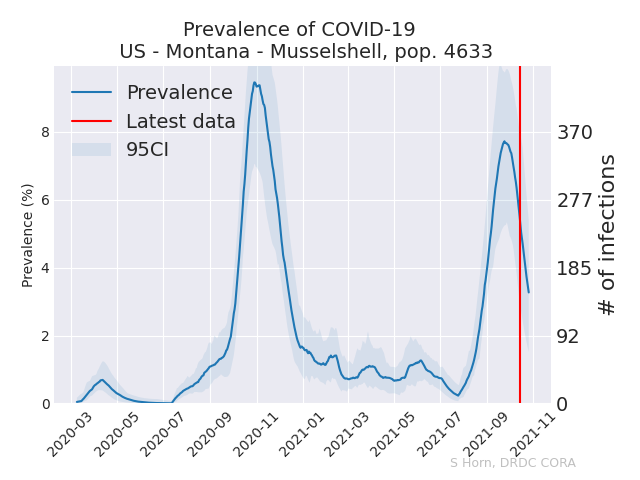 Prevalence of COVID-19
US - Montana - Musselshell, pop. 4633
Prevalence
Latest data
95CI
Prevalence (%)
8
6
4
2
0
370
277
185
92
0
# of infections
2020-03
2020-05
2020-07
2020-09
2020-11
2021-01
2021-03
2021-05
2021-07
2021-09
2021-11
S Horn, DRDC CORA